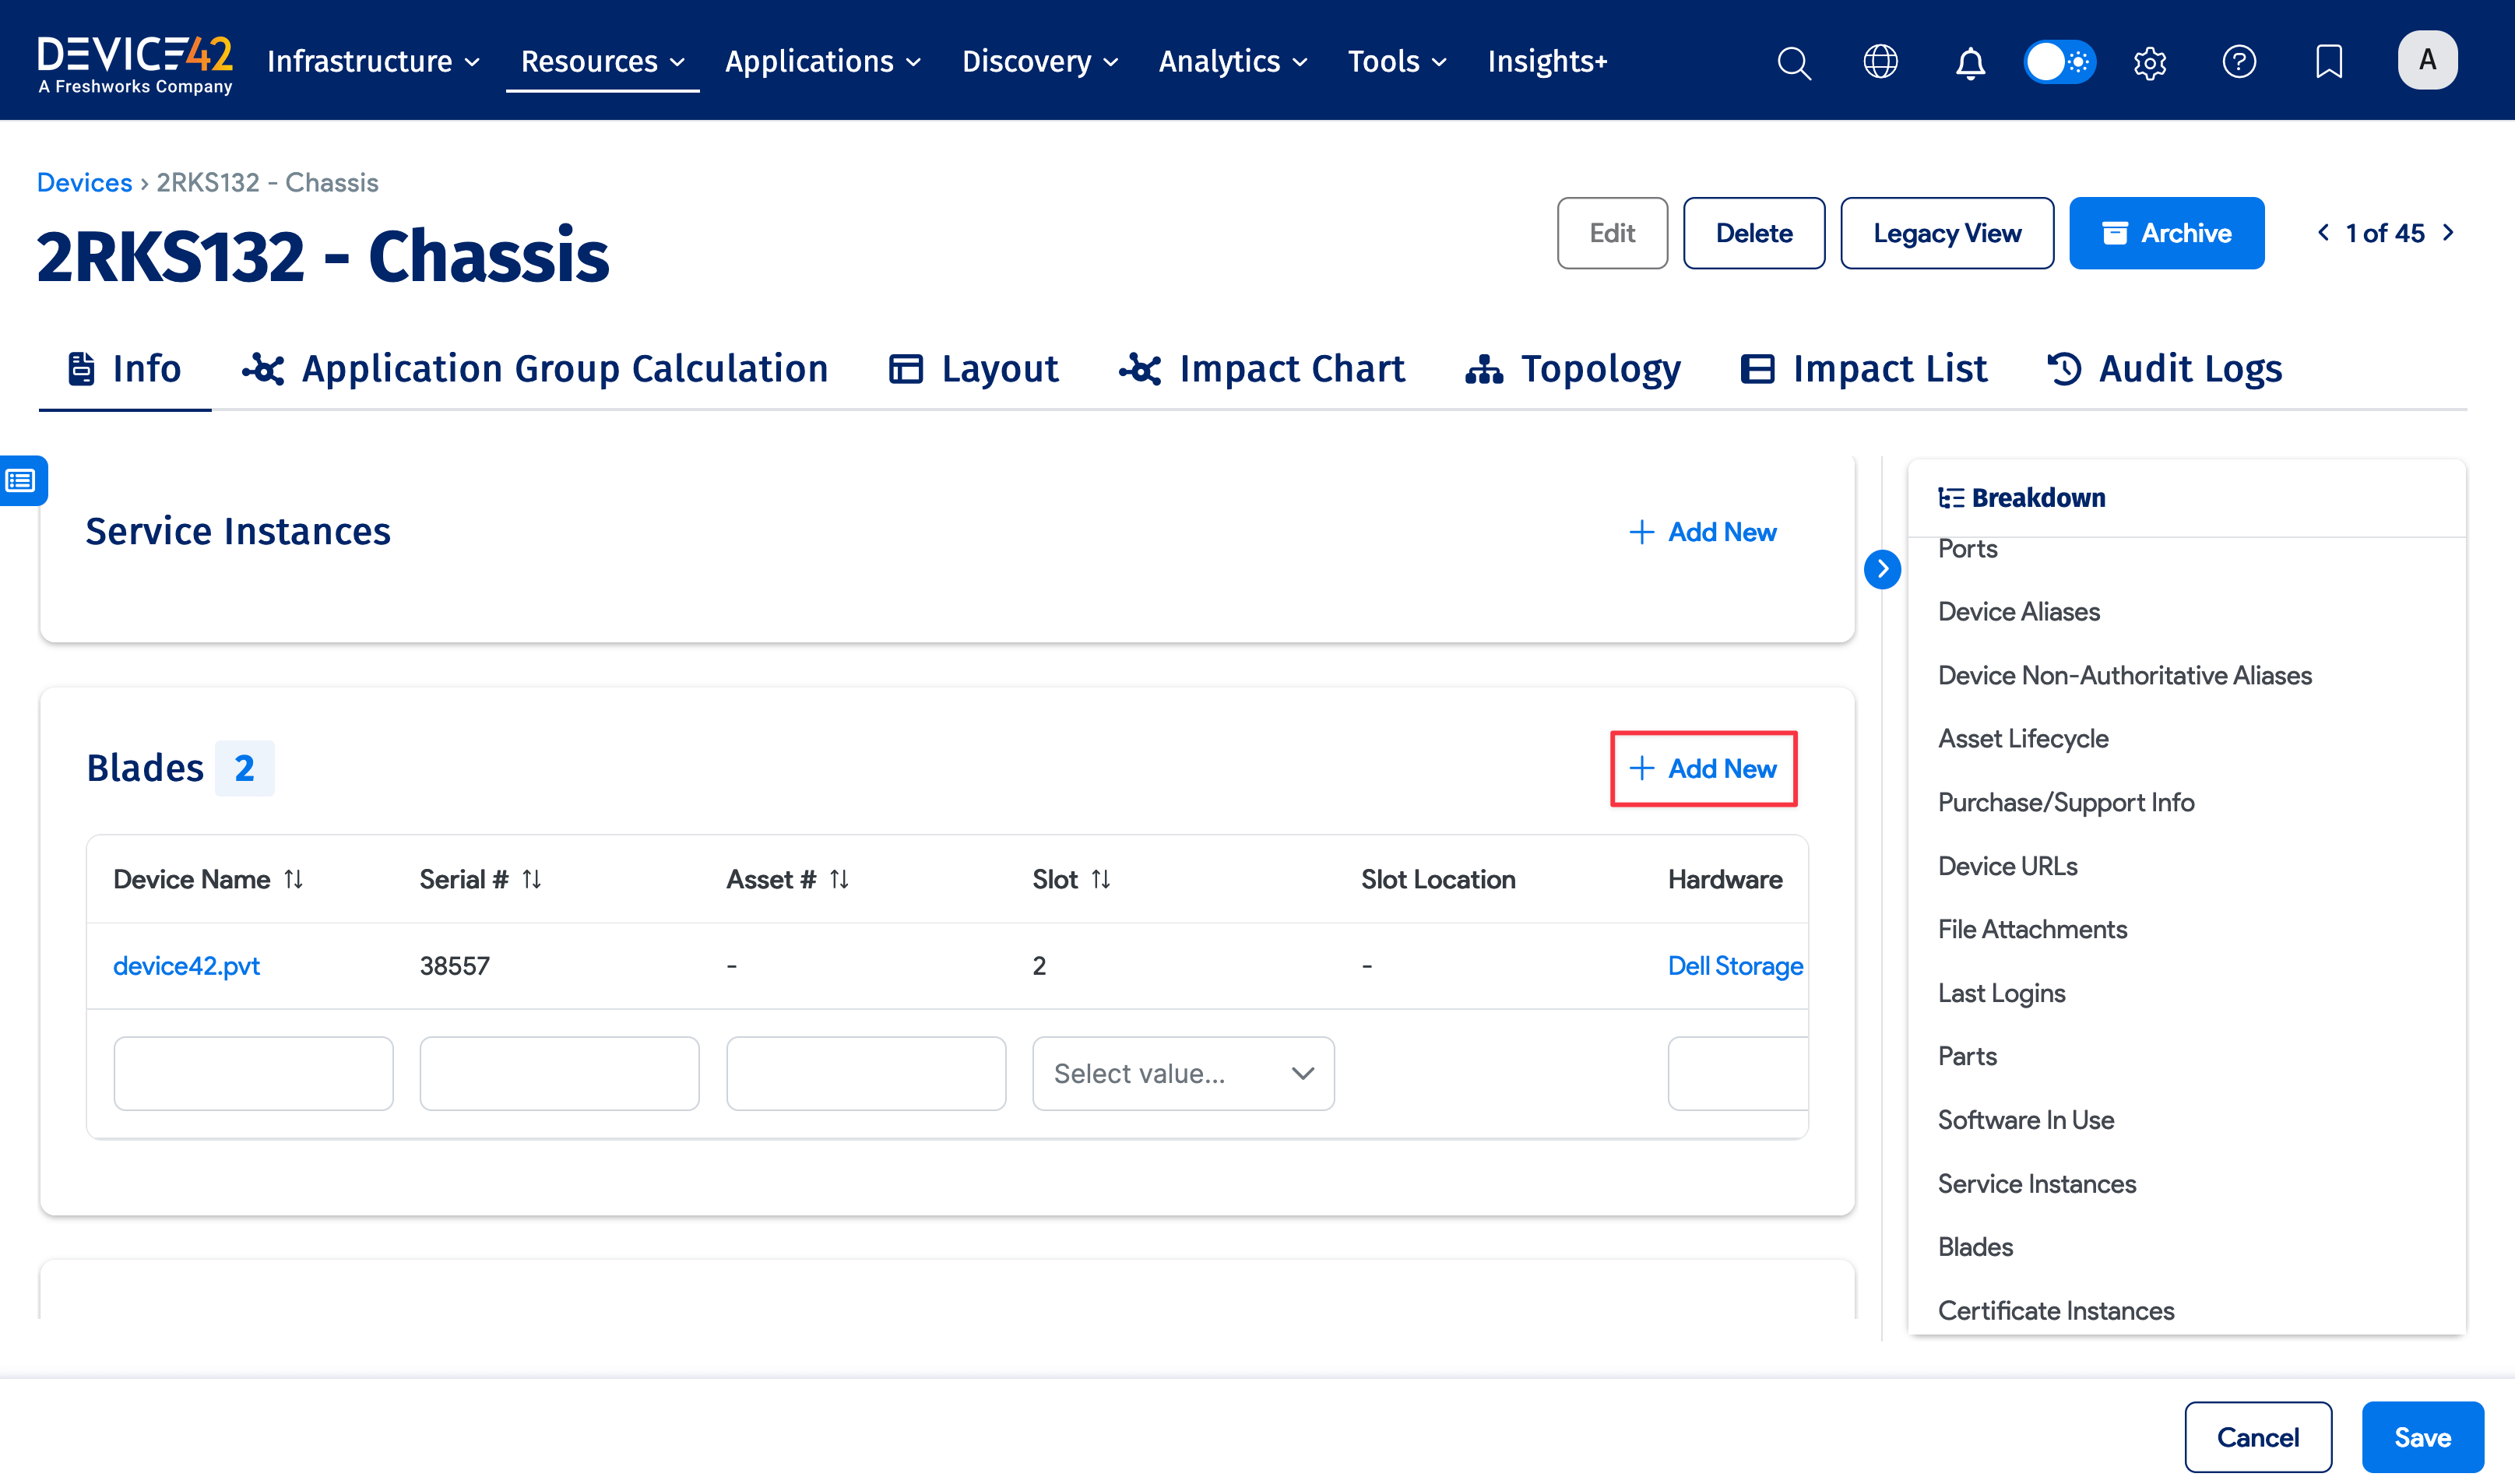 DEVICE42
A Freshworks Company
Infrastructure
Resources
Applications
Discovery
Analytics
Tools
Insights+
A
Devices › 2RKS132 - Chassis
2RKS132 - Chassis
Edit
Delete
Legacy View
Archive
1 of 45
Info
Application Group Calculation
Layout
Impact Chart
Topology
Impact List
Audit Logs
Service Instances
+ Add New
Blades 2
+ Add New
Device Name
Serial #
Asset #
Slot
Slot Location
Hardware
device42.pvt
38557
-
2
-
Dell Storage
Select value...
Breakdown
Ports
Device Aliases
Device Non-Authoritative Aliases
Asset Lifecycle
Purchase/Support Info
Device URLs
File Attachments
Last Logins
Parts
Software In Use
Service Instances
Blades
Certificate Instances
Cancel
Save